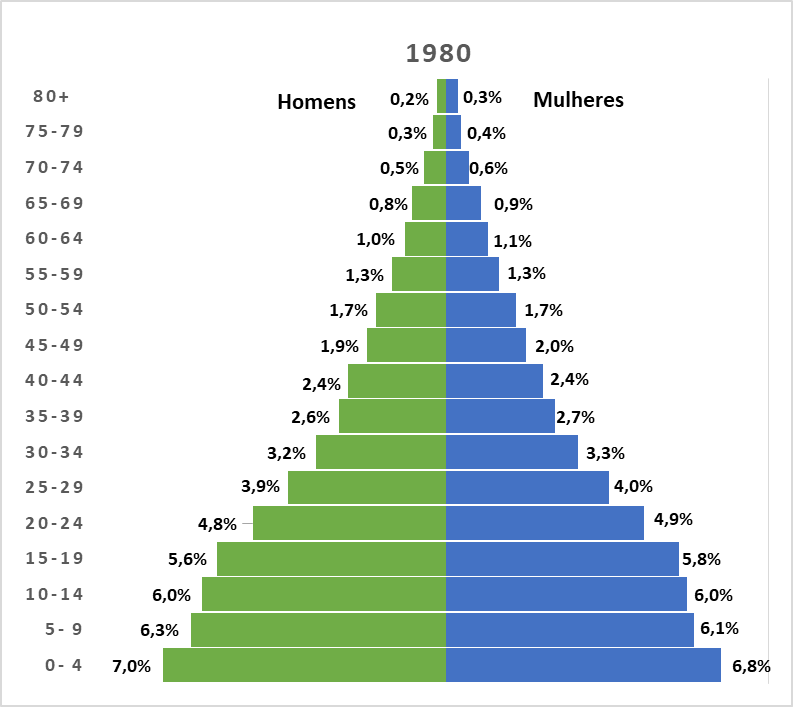 1980
Homens Mulheres
80+ 0,2% 0,3%
75-79 0,3% 0,4%
70-74 0,5% 0,6%
65-69 0,8% 0,9%
60-64 1,0% 1,1%
55-59 1,3% 1,3%
50-54 1,7% 1,7%
45-49 1,9% 2,0%
40-44 2,4% 2,4%
35-39 2,6% 2,7%
30-34 3,2% 3,3%
25-29 3,9% 4,0%
20-24 4,8% 4,9%
15-19 5,6% 5,8%
10-14 6,0% 6,0%
5- 9 6,3% 6,1%
0- 4 7,0% 6,8%